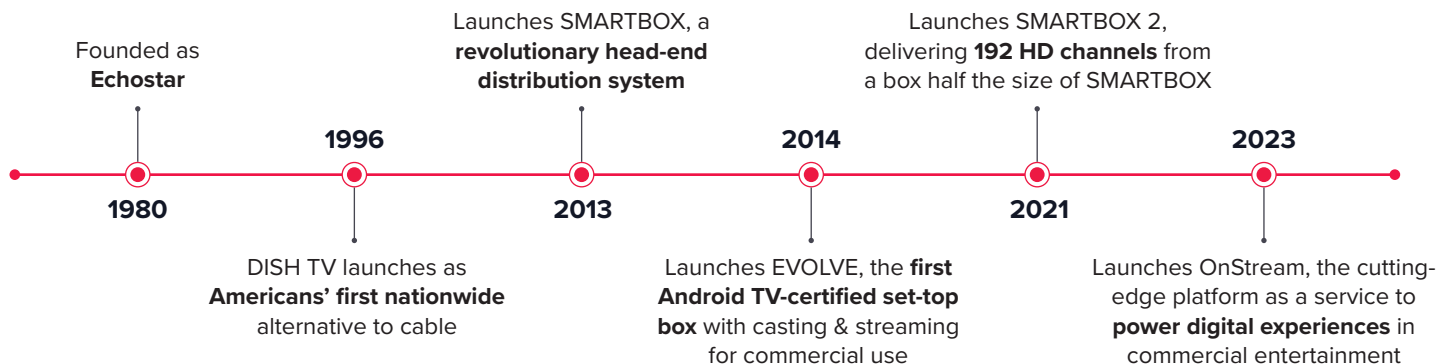 Founded as
Echostar
1980
1996
DISH TV launches as
Americans’ first nationwide
alternative to cable
Launches SMARTBOX, a
revolutionary head-end
distribution system
2013
2014
Launches EVOLVE, the first
Android TV-certified set-top
box with casting & streaming
for commercial use
Launches SMARTBOX 2,
delivering 192 HD channels from
a box half the size of SMARTBOX
2021
2023
Launches OnStream, the cutting-
edge platform as a service to
power digital experiences in
commercial entertainment